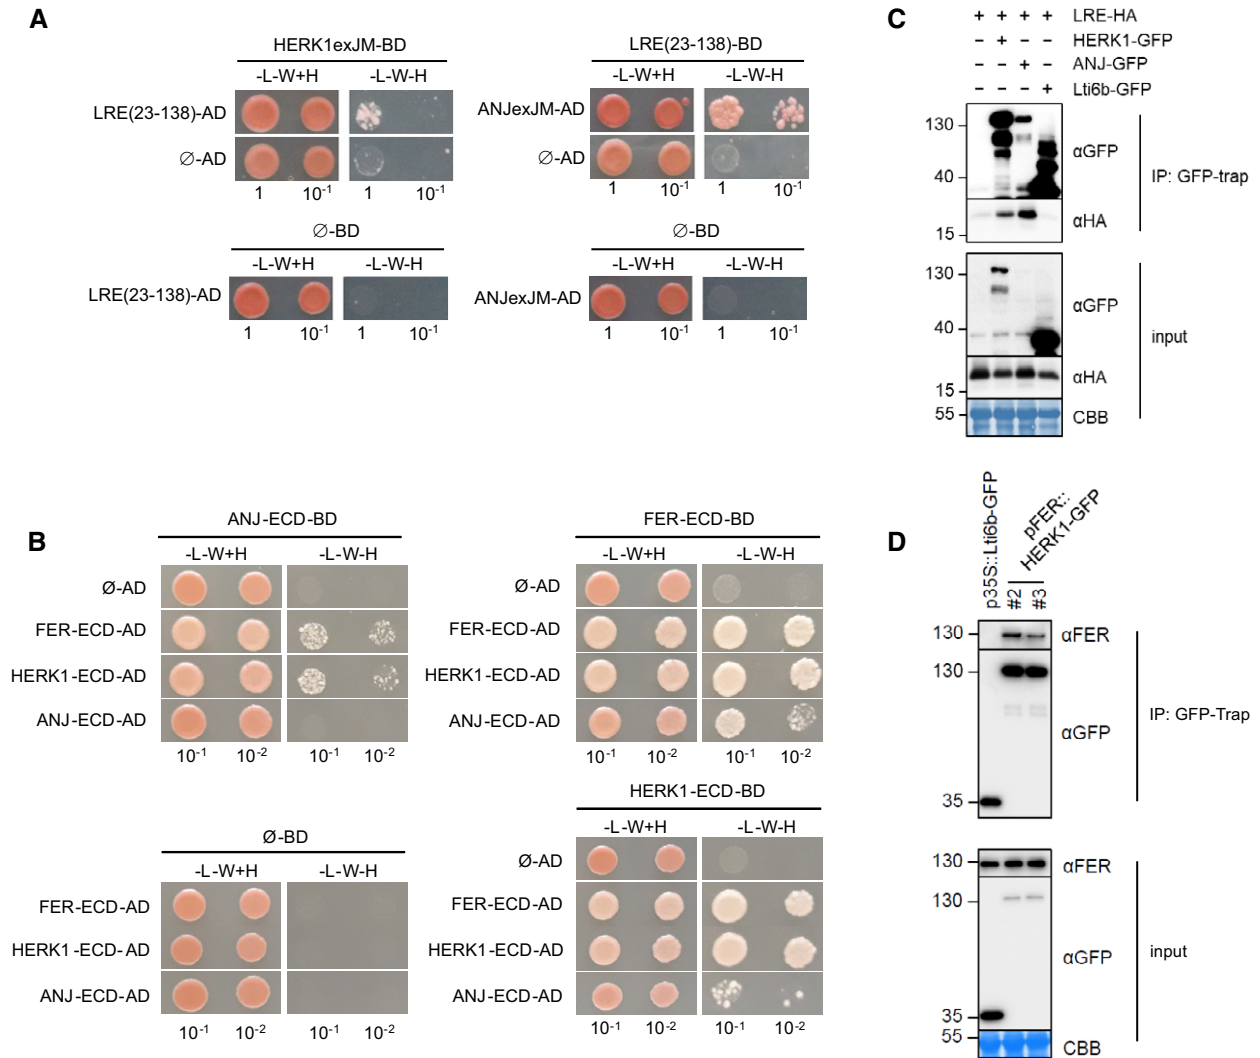 A
HERK1exJM-BD
-L-W+H -L-W-H
LRE(23-138)-AD
∅-AD
1 10-1 1 10-1
∅-BD
-L-W+H -L-W-H
LRE(23-138)-AD
1 10-1 1 10-1
LRE(23-138)-BD
-L-W+H -L-W-H
ANJexJM-AD
∅-AD
1 10-1 1 10-1
∅-BD
-L-W+H -L-W-H
ANJexJM-AD
1 10-1 1 10-1
B
ANJ-ECD-BD
-L-W+H -L-W-H
Ø-AD
FER-ECD-AD
HERK1-ECD-AD
ANJ-ECD-AD
10-1 10-2 10-1 10-2
FER-ECD-BD
-L-W+H -L-W-H
Ø-AD
FER-ECD-AD
HERK1-ECD-AD
ANJ-ECD-AD
10-1 10-2 10-1 10-2
Ø-BD
-L-W+H -L-W-H
FER-ECD-AD
HERK1-ECD-AD
ANJ-ECD-AD
10-1 10-2 10-1 10-2
HERK1-ECD-BD
-L-W+H -L-W-H
Ø-AD
FER-ECD-AD
HERK1-ECD-AD
ANJ-ECD-AD
10-1 10-2 10-1 10-2
C
+ + + + LRE-HA
– + – – HERK1-GFP
– – + – ANJ-GFP
– – – + Lti6b-GFP
130
αGFP
40
αHA
15
IP: GFP-trap
130
αGFP
40
αHA
15
55 CBB
input
D
p35S::Lti6b-GFP
pFER::
HERK1-GFP
#2
#3
130 αFER
130
αGFP
35
IP: GFP-Trap
130 αFER
130
αGFP
35
55 CBB
input